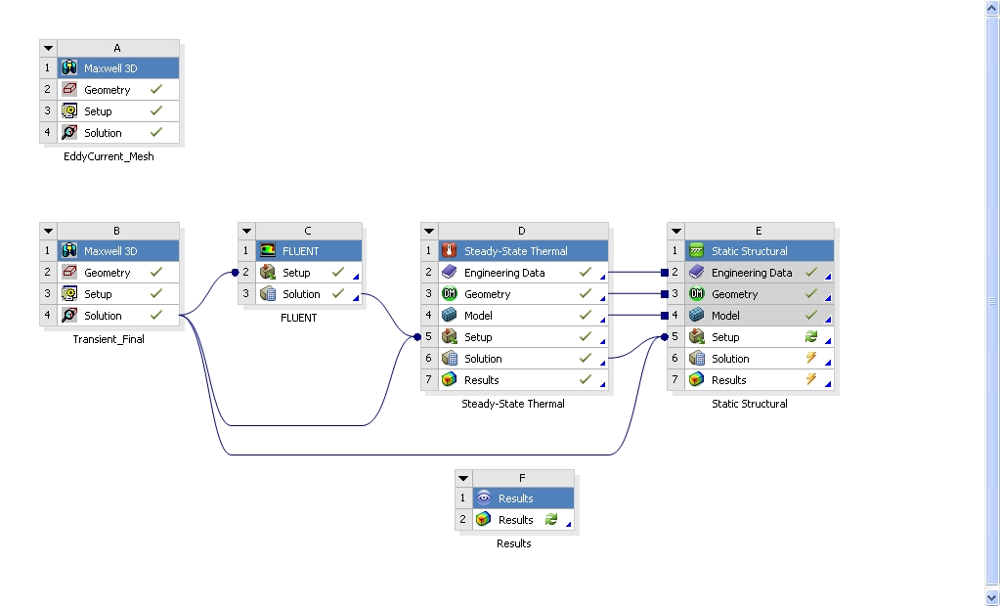 A
1 Maxwell 3D
2 Geometry
3 Setup
4 Solution
EddyCurrent_Mesh
B
1 Maxwell 3D
2 Geometry
3 Setup
4 Solution
Transient_Final
C
1 FLUENT
2 Setup
3 Solution
FLUENT
D
1 Steady-State Thermal
2 Engineering Data
3 Geometry
4 Model
5 Setup
6 Solution
7 Results
Steady-State Thermal
E
1 Static Structural
2 Engineering Data
3 Geometry
4 Model
5 Setup
6 Solution
7 Results
Static Structural
F
1 Results
2 Results
Results